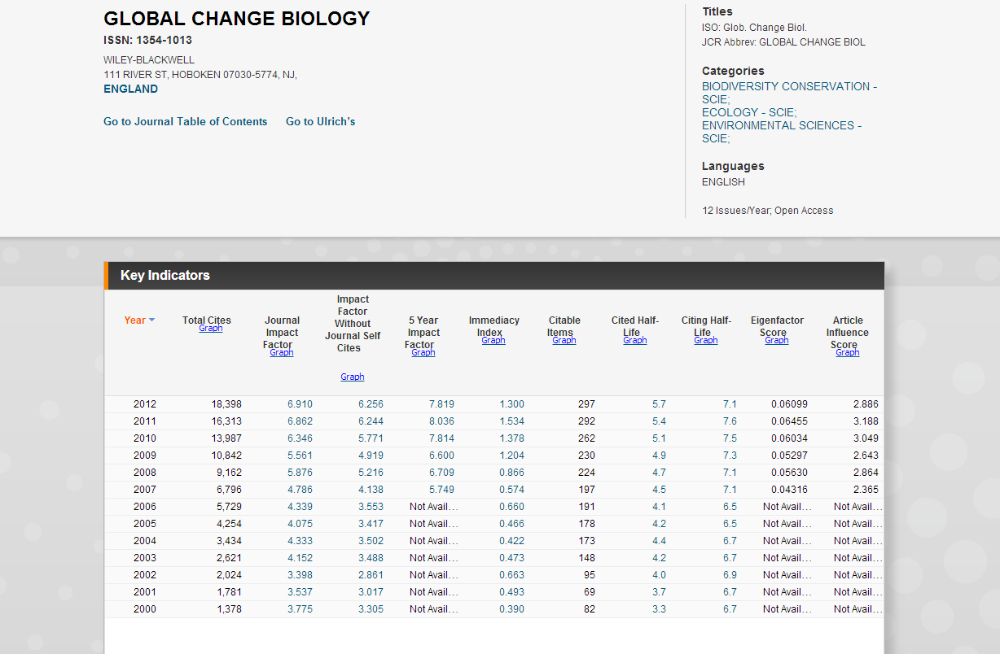 GLOBAL CHANGE BIOLOGY
ISSN: 1354-1013
WILEY-BLACKWELL
111 RIVER ST, HOBOKEN 07030-5774, NJ,
ENGLAND
Go to Journal Table of Contents Go to Ulrich's
Titles
ISO: Glob. Change Biol.
JCR Abbrev: GLOBAL CHANGE BIOL
Categories
BIODIVERSITY CONSERVATION -
SCIE;
ECOLOGY - SCIE;
ENVIRONMENTAL SCIENCES -
SCIE;
Languages
ENGLISH
12 Issues/Year; Open Access
Key Indicators
Year
Total Cites
Graph
Journal
Impact
Factor
Graph
Impact
Factor
Without
Journal Self
Cites
Graph
5 Year
Impact
Factor
Graph
Immediacy
Index
Graph
Citable
Items
Graph
Cited Half-
Life
Graph
Citing Half-
Life
Graph
Eigenfactor
Score
Graph
Article
Influence
Score
Graph
2012 18,398 6.910 6.256 7.819 1.300 297 5.7 7.1 0.06099 2.886
2011 16,313 6.862 6.244 8.036 1.534 292 5.4 7.6 0.06455 3.188
2010 13,987 6.346 5.771 7.814 1.378 262 5.1 7.5 0.06034 3.049
2009 10,842 5.561 4.919 6.600 1.204 230 4.9 7.3 0.05297 2.643
2008 9,162 5.876 5.216 6.709 0.866 224 4.7 7.1 0.05630 2.864
2007 6,796 4.786 4.138 5.749 0.574 197 4.5 7.1 0.04316 2.365
2006 5,729 4.339 3.553 Not Avail... 0.660 191 4.1 6.5 Not Avail... Not Avail...
2005 4,254 4.075 3.417 Not Avail... 0.466 178 4.2 6.5 Not Avail... Not Avail...
2004 3,434 4.333 3.502 Not Avail... 0.422 173 4.4 6.7 Not Avail... Not Avail...
2003 2,621 4.152 3.488 Not Avail... 0.473 148 4.2 6.7 Not Avail... Not Avail...
2002 2,024 3.398 2.861 Not Avail... 0.663 95 4.0 6.9 Not Avail... Not Avail...
2001 1,781 3.537 3.017 Not Avail... 0.493 69 3.7 6.7 Not Avail... Not Avail...
2000 1,378 3.775 3.305 Not Avail... 0.390 82 3.3 6.7 Not Avail... Not Avail...